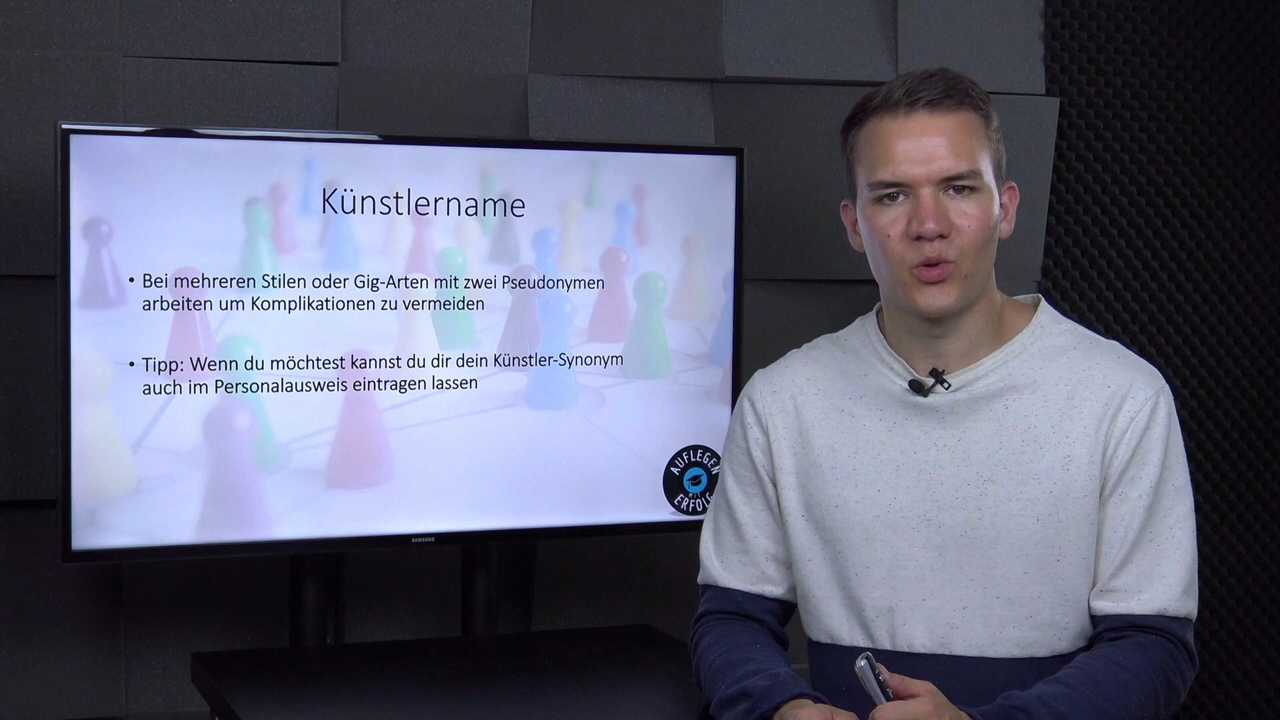 Künstlername
• Bei mehreren Stilen oder Gig-Arten mit zwei Pseudonymen
arbeiten um Komplikationen zu vermeiden
• Tipp: Wenn du möchtest kannst du dir dein Künstler-Synonym
auch im Personalausweis eintragen lassen
AUFLEGEN
MIT
ERFOLG
SAMSUNG